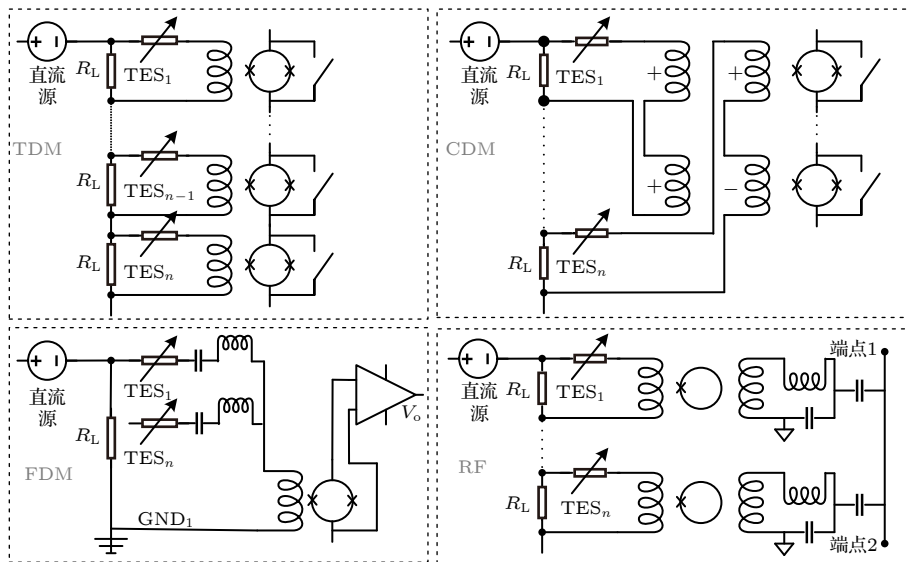 + −
直流
源
R_L
TES_1
TDM
R_L
TES_{n−1}
R_L
TES_n
+ −
直流
源
R_L
TES_1
+ +
CDM
+ −
R_L
TES_n
+ −
直流
源
TES_1
R_L
TES_n
V_o
FDM
GND_1
+ −
直流
源
R_L
TES_1
端点1
RF
R_L
TES_n
端点2